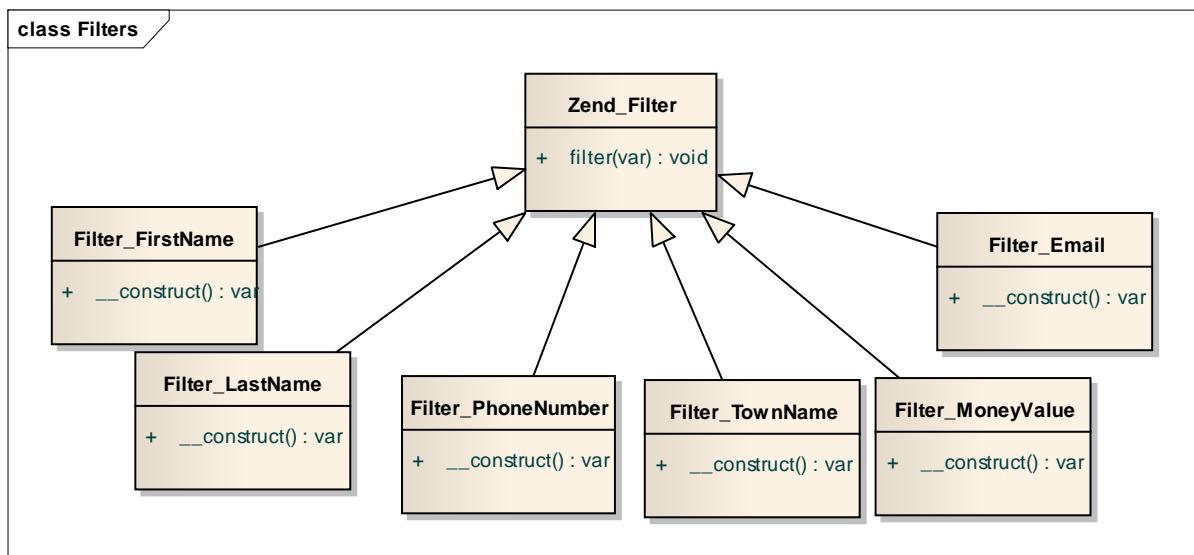 class Filters
Zend_Filter
+ filter(var) : void
Filter_FirstName
+ __construct() : var
Filter_Email
+ __construct() : var
Filter_LastName
+ __construct() : var
Filter_PhoneNumber
+ __construct() : var
Filter_TownName
+ __construct() : var
Filter_MoneyValue
+ __construct() : var